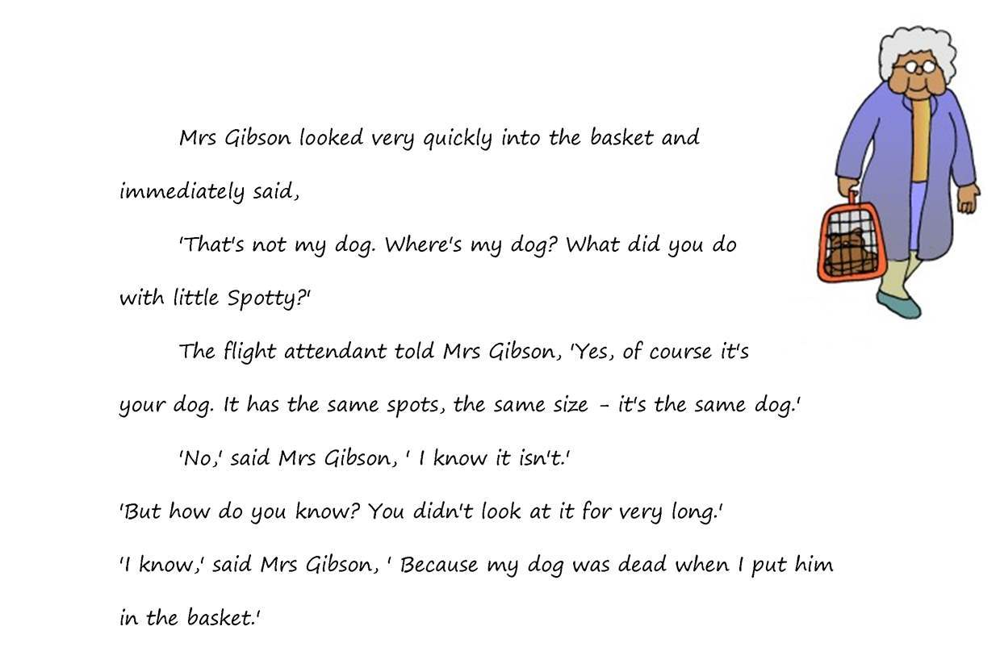 Mrs Gibson looked very quickly into the basket and
immediately said,
'That's not my dog. Where's my dog? What did you do
with little Spotty?'
The flight attendant told Mrs Gibson, 'Yes, of course it's
your dog. It has the same spots, the same size - it's the same dog.'
'No,' said Mrs Gibson, ' I know it isn't.'
'But how do you know? You didn't look at it for very long.'
'I know,' said Mrs Gibson, ' Because my dog was dead when I put him
in the basket.'